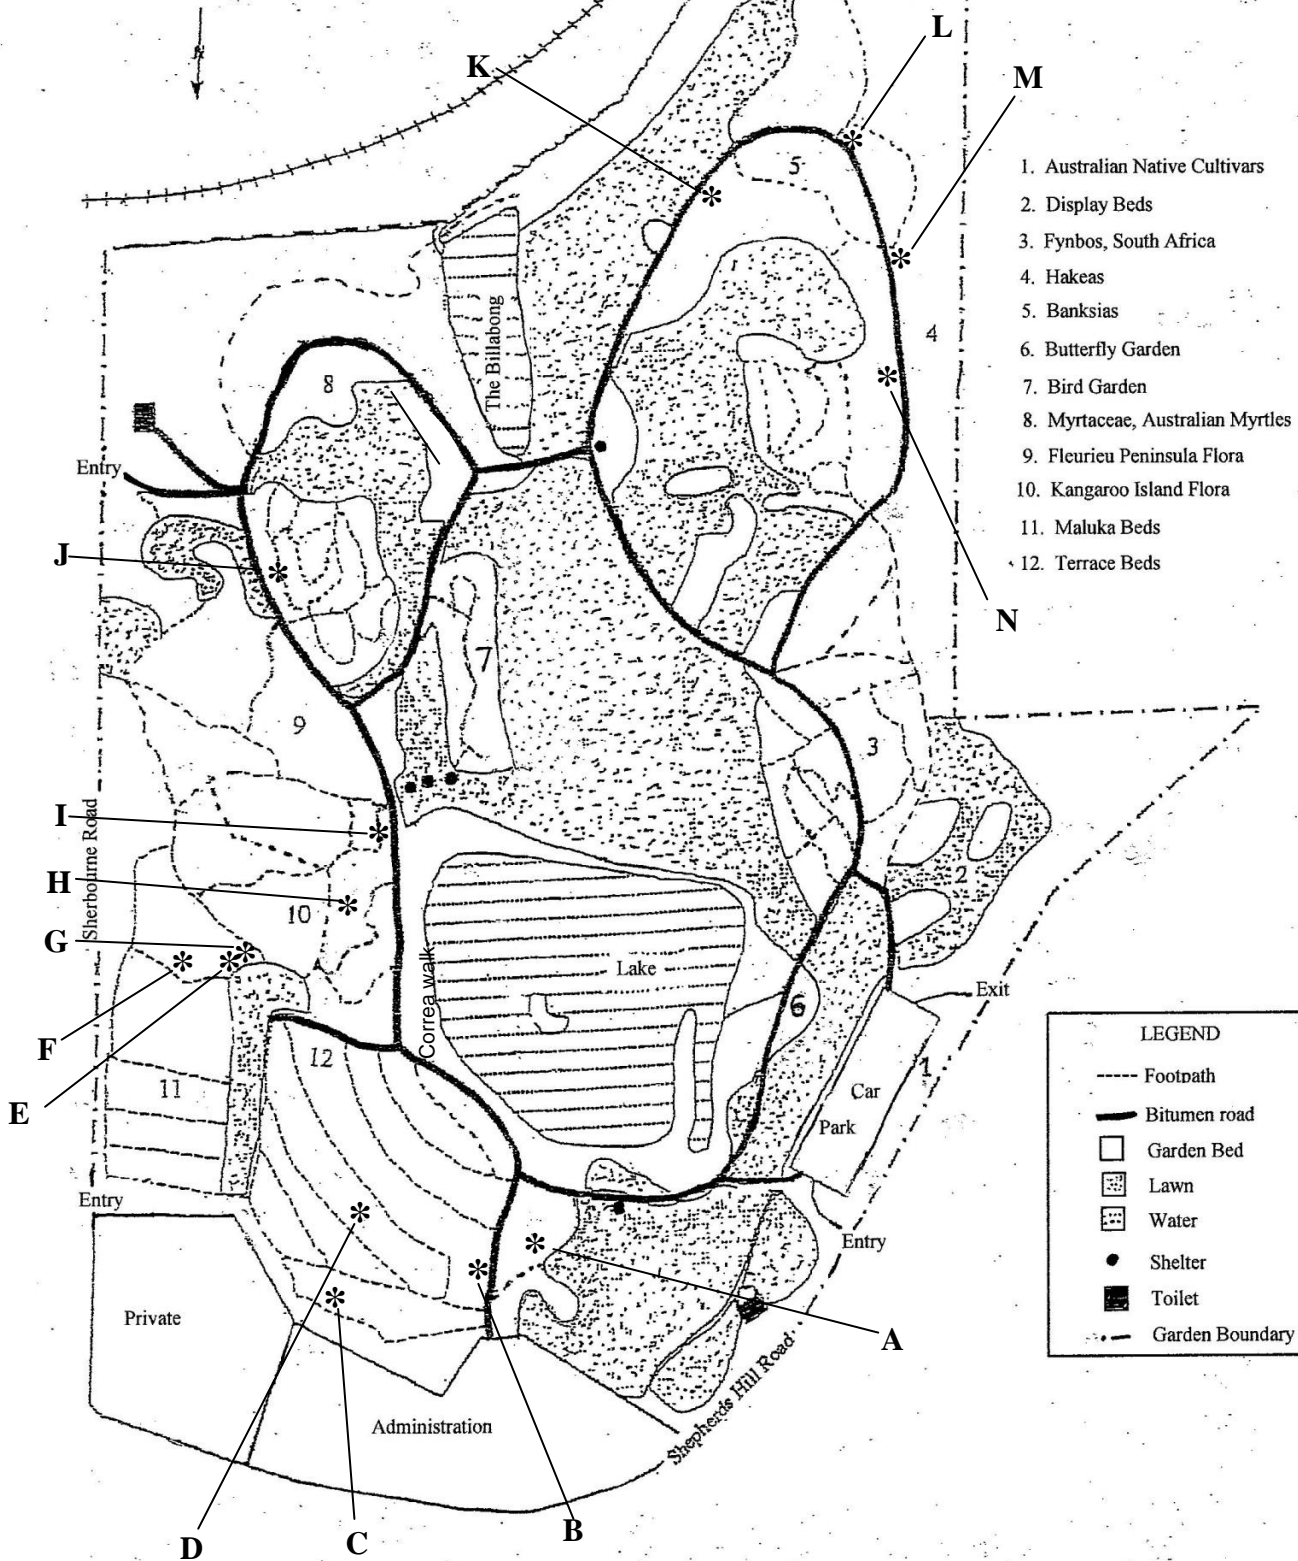 N
L
K
M
5
1. Australian Native Cultivars
2. Display Beds
3. Fynbos, South Africa
4. Hakeas
5. Banksias
6. Butterfly Garden
7. Bird Garden
8. Myrtaceae, Australian Myrtles
9. Fleurieu Peninsula Flora
10. Kangaroo Island Flora
11. Maluka Beds
12. Terrace Beds
4
The Billabong
8
Entry
J
N
7
9
3
I
Sherbourne Road
H
2
10
G
Correa walk
Lake
Exit
6
F
12
E
11
Car
Park
1
LEGEND
Footpath
Bitumen road
Garden Bed
Lawn
Water
Shelter
Toilet
Garden Boundary
Entry
Entry
Private
A
Shepherds Hill Road
Administration
D
C
B